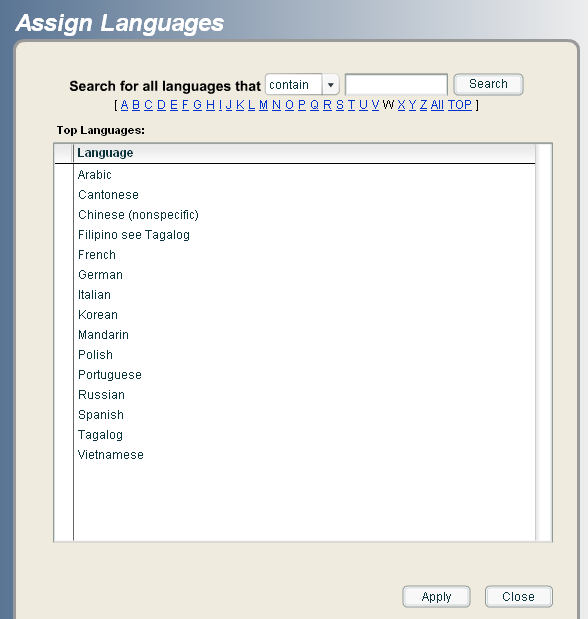 Assign Languages
Search for all languages that contain Search
[ A B C D E F G H I J K L M N O P Q R S T U V W X Y Z All TOP ]
Top Languages:
Language
Arabic
Cantonese
Chinese (nonspecific)
Filipino see Tagalog
French
German
Italian
Korean
Mandarin
Polish
Portuguese
Russian
Spanish
Tagalog
Vietnamese
Apply Close